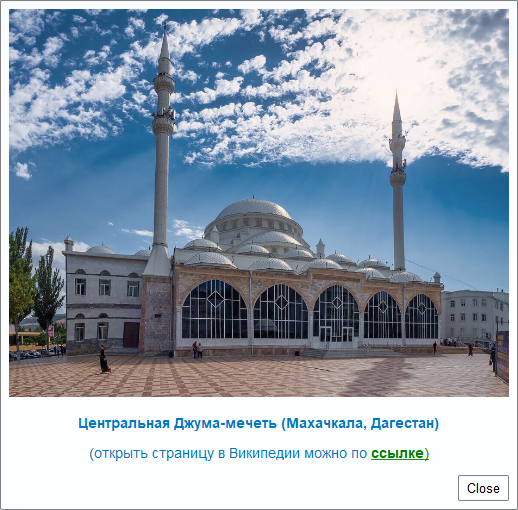 Центральная Джума-мечеть (Махачкала, Дагестан)
(открыть страницу в Википедии можно по ссылке)
Close